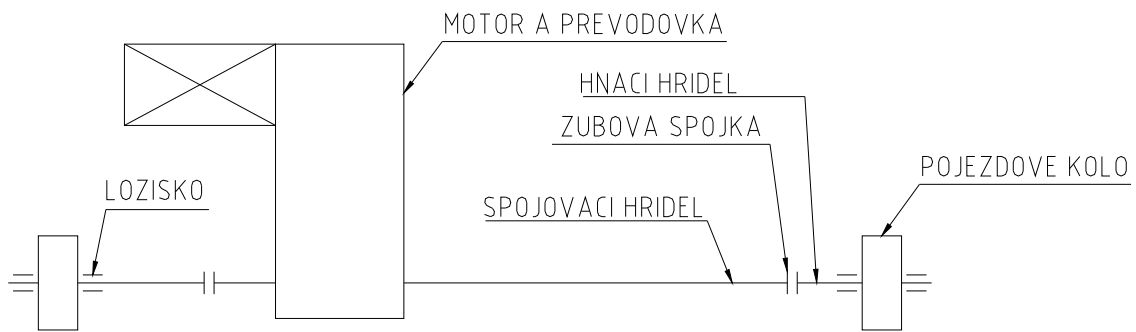 MOTOR A PREVODOVKA
HNACI HRIDEL
ZUBOVA SPOJKA
POJEZDOVE KOLO
LOZISKO
SPOJOVACI HRIDEL